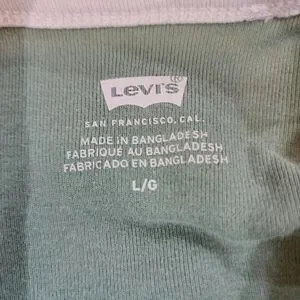 LEVI'S
SAN FRANCISCO, CAL.
MADE IN BANGLADESH
FABRIQUÉ AU BANGLADESH
FABRICADO EN BANGLADESH
L/G